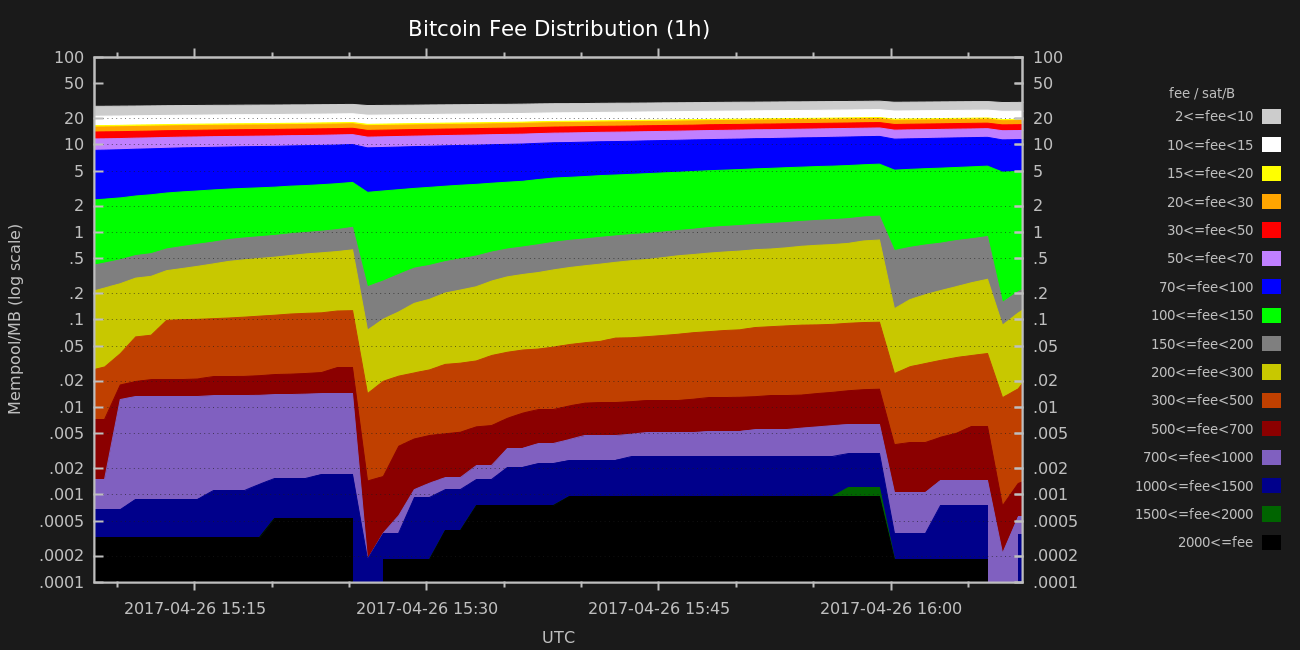 Bitcoin Fee Distribution (1h)
Mempool/MB (log scale)
100
50
20
10
5
2
1
.5
.2
.1
.05
.02
.01
.005
.002
.001
.0005
.0002
.0001
100
50
20
10
5
2
1
.5
.2
.1
.05
.02
.01
.005
.002
.001
.0005
.0002
.0001
2017-04-26 15:15
2017-04-26 15:30
2017-04-26 15:45
2017-04-26 16:00
UTC
fee / sat/B
2<=fee<10
10<=fee<15
15<=fee<20
20<=fee<30
30<=fee<50
50<=fee<70
70<=fee<100
100<=fee<150
150<=fee<200
200<=fee<300
300<=fee<500
500<=fee<700
700<=fee<1000
1000<=fee<1500
1500<=fee<2000
2000<=fee